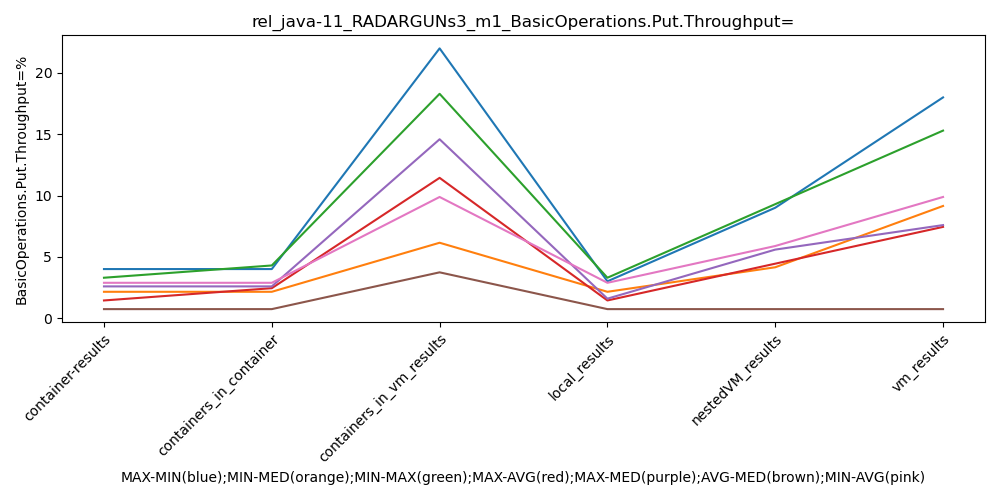 rel_java-11_RADARGUNs3_m1_BasicOperations.Put.Throughput=
BasicOperations.Put.Throughput=%
20
15
10
5
0
container-results
containers_in_container
containers_in_vm_results
local_results
nestedVM_results
vm_results
MAX-MIN(blue);MIN-MED(orange);MIN-MAX(green);MAX-AVG(red);MAX-MED(purple);AVG-MED(brown);MIN-AVG(pink)